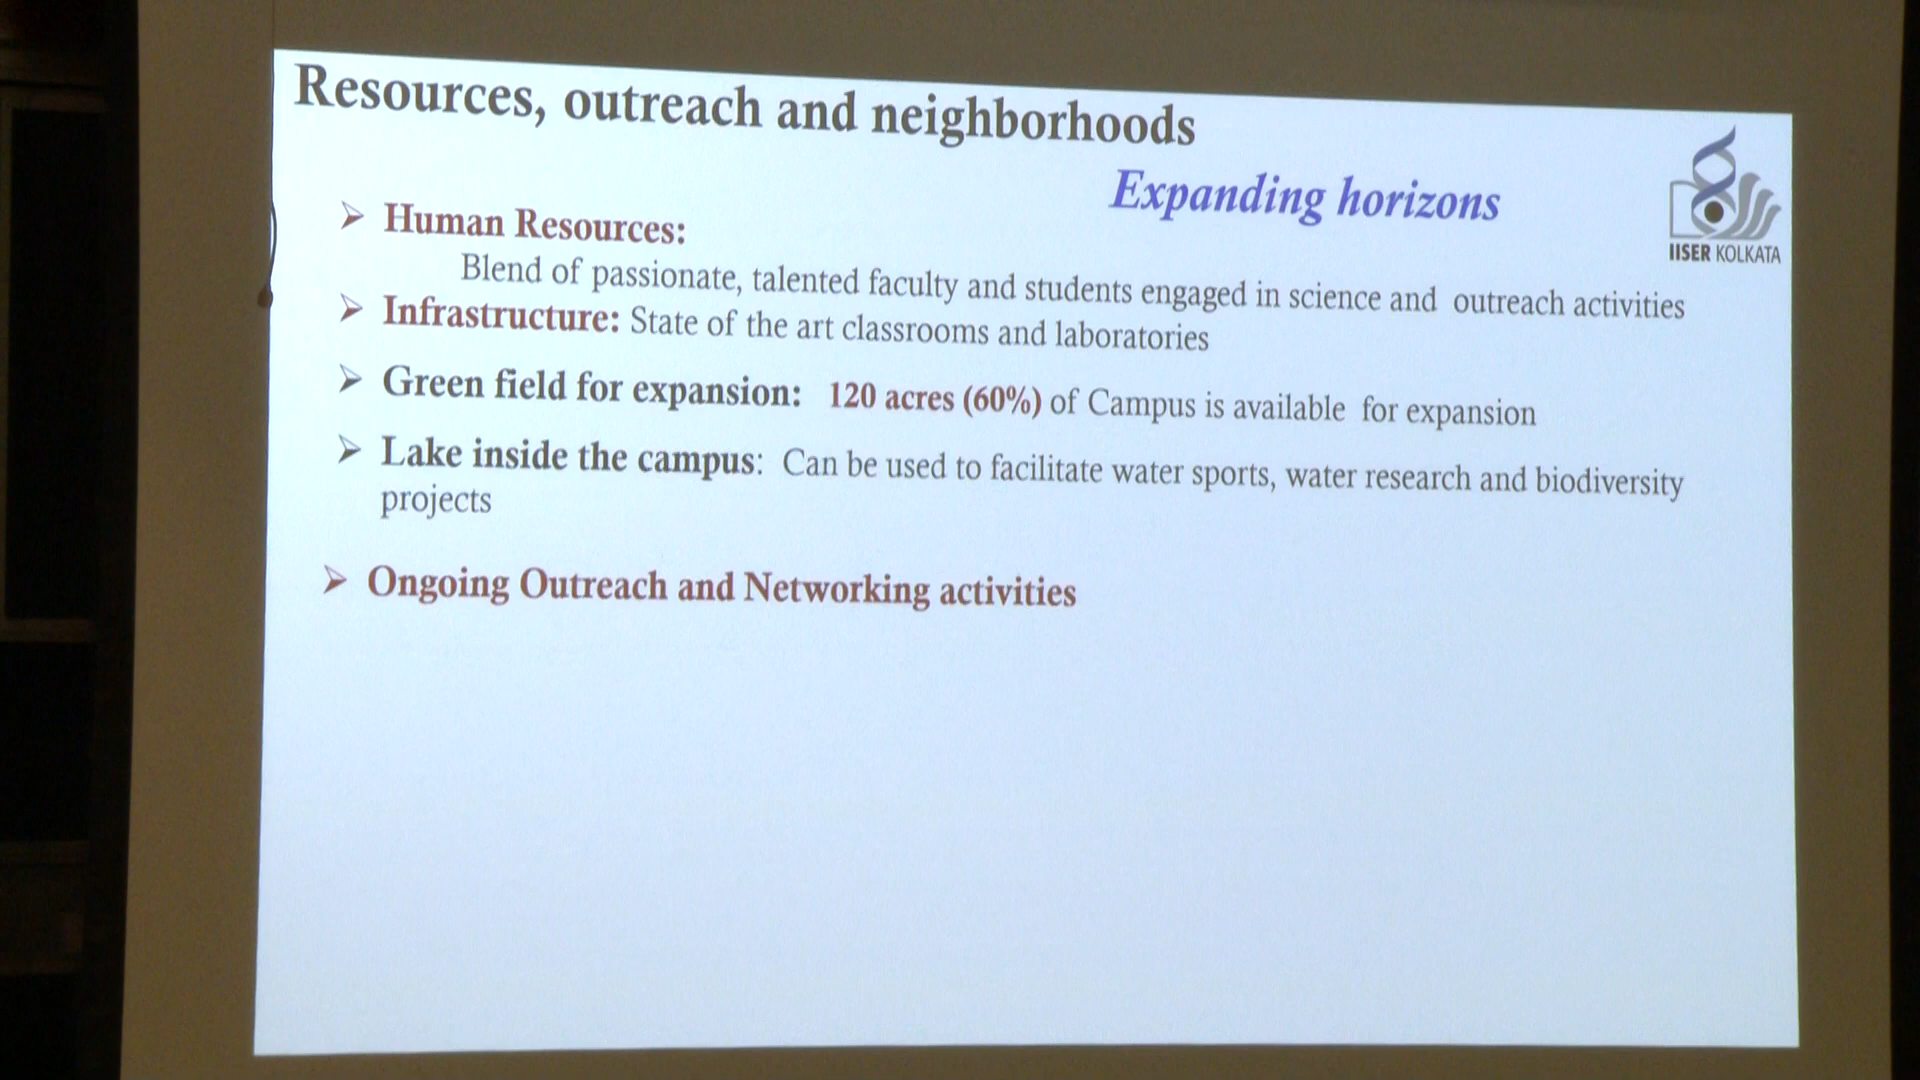 Resources, outreach and neighborhoods
Expanding horizons
IISER KOLKATA
➢ Human Resources:
Blend of passionate, talented faculty and students engaged in science and outreach activities
➢ Infrastructure: State of the art classrooms and laboratories
➢ Green field for expansion: 120 acres (60%) of Campus is available for expansion
➢ Lake inside the campus: Can be used to facilitate water sports, water research and biodiversity
projects
➢ Ongoing Outreach and Networking activities